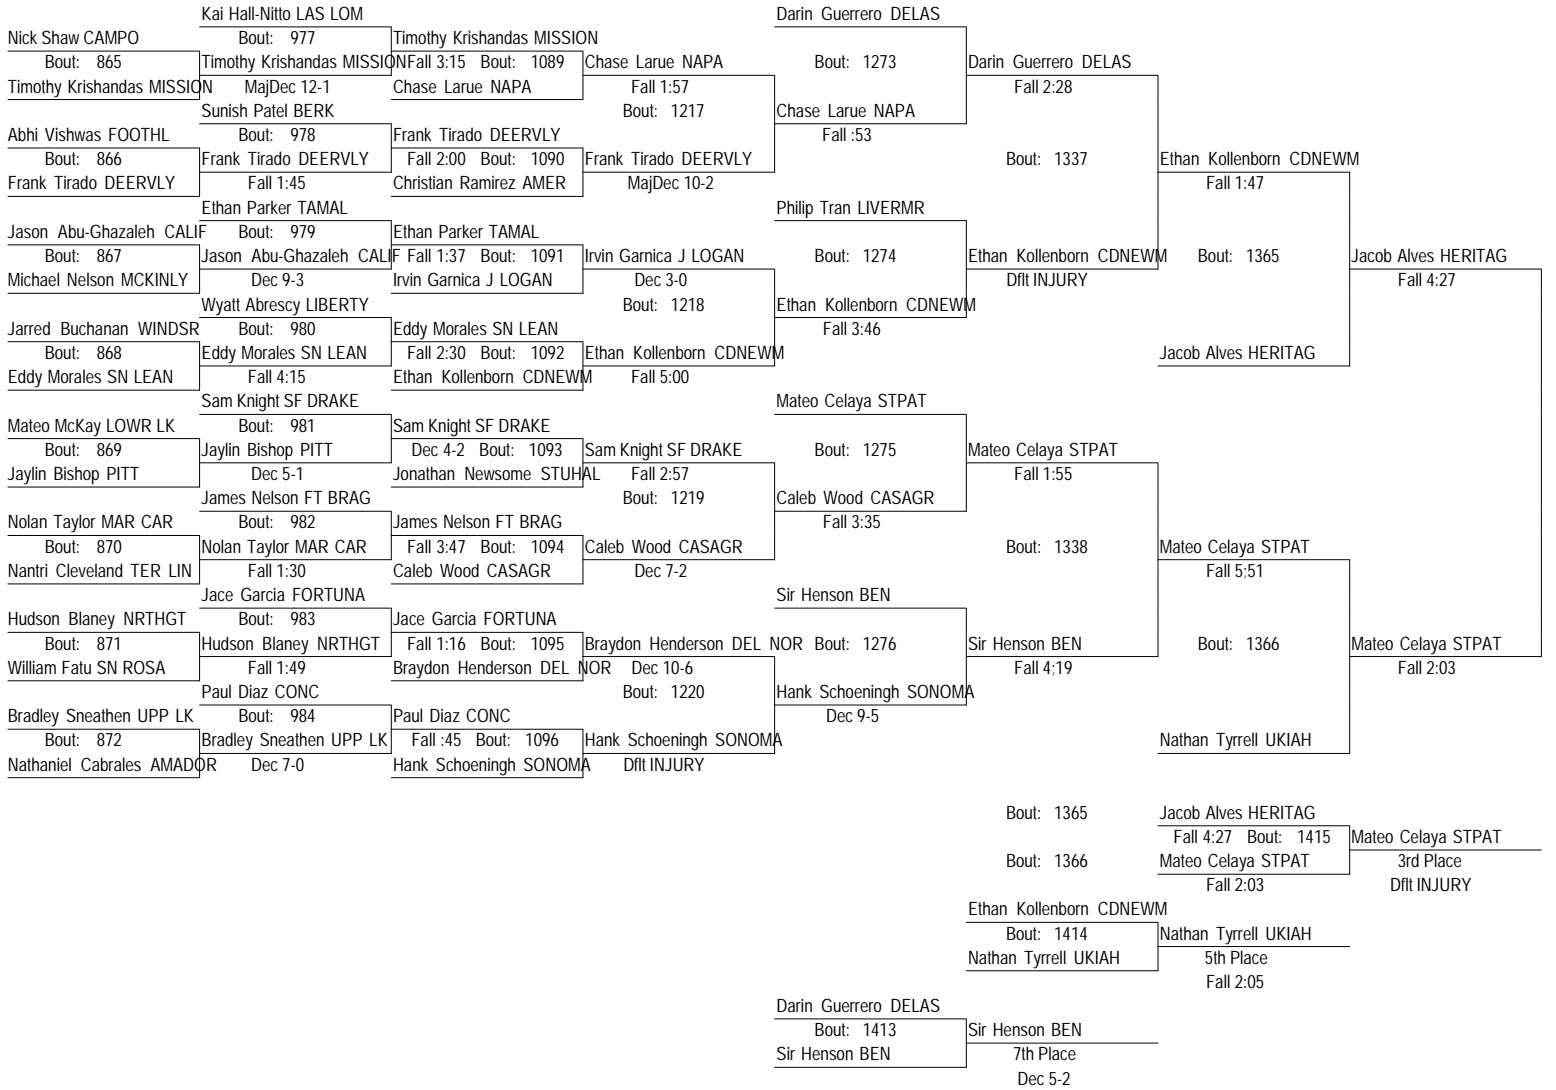 Kai Hall-Nitto LAS LOM Darin Guerrero DELAS
Nick Shaw CAMPO Bout: 977 Timothy Krishandas MISSION
Bout: 865 Timothy Krishandas MISSION Fall 3:15 Bout: 1089 Chase Larue NAPA Bout: 1273 Darin Guerrero DELAS
Timothy Krishandas MISSION MajDec 12-1 Chase Larue NAPA Fall 1:57 Fall 2:28
Sunish Patel BERK Bout: 1217 Chase Larue NAPA
Abhi Vishwas FOOTHL Bout: 978 Frank Tirado DEERVLY Fall :53
Bout: 866 Frank Tirado DEERVLY Fall 2:00 Bout: 1090 Frank Tirado DEERVLY Bout: 1337 Ethan Kollenborn CDNEWM
Frank Tirado DEERVLY Fall 1:45 Christian Ramirez AMER MajDec 10-2 Fall 1:47
Ethan Parker TAMAL Philip Tran LIVERMR
Jason Abu-Ghazaleh CALIF Bout: 979 Ethan Parker TAMAL
Bout: 867 Jason Abu-Ghazaleh CALIF Fall 1:37 Bout: 1091 Irvin Garnica J LOGAN Bout: 1274 Ethan Kollenborn CDNEWM Bout: 1365 Jacob Alves HERITAG
Michael Nelson MCKINLY Dec 9-3 Irvin Garnica J LOGAN Dec 3-0 Dflt INJURY Fall 4:27
Wyatt Abrescy LIBERTY Bout: 1218 Ethan Kollenborn CDNEWM
Jarred Buchanan WINDSR Bout: 980 Eddy Morales SN LEAN Fall 3:46
Bout: 868 Eddy Morales SN LEAN Fall 2:30 Bout: 1092 Ethan Kollenborn CDNEWM Jacob Alves HERITAG
Eddy Morales SN LEAN Fall 4:15 Ethan Kollenborn CDNEWM Fall 5:00
Sam Knight SF DRAKE Mateo Celaya STPAT
Mateo McKay LOWR LK Bout: 981 Sam Knight SF DRAKE
Bout: 869 Jaylin Bishop PITT Dec 4-2 Bout: 1093 Sam Knight SF DRAKE Bout: 1275 Mateo Celaya STPAT
Jaylin Bishop PITT Dec 5-1 Jonathan Newsome STUHAL Fall 2:57 Fall 1:55
James Nelson FT BRAG Bout: 1219 Caleb Wood CASAGR
Nolan Taylor MAR CAR Bout: 982 James Nelson FT BRAG Fall 3:35
Bout: 870 Nolan Taylor MAR CAR Fall 3:47 Bout: 1094 Caleb Wood CASAGR Bout: 1338 Mateo Celaya STPAT
Nantri Cleveland TER LIN Fall 1:30 Caleb Wood CASAGR Dec 7-2 Fall 5;51
Jace Garcia FORTUNA Sir Henson BEN
Hudson Blaney NRTHGT Bout: 983 Jace Garcia FORTUNA
Bout: 871 Hudson Blaney NRTHGT Fall 1:16 Bout: 1095 Braydon Henderson DEL NOR Bout: 1276 Sir Henson BEN Bout: 1366 Mateo Celaya STPAT
William Fatu SN ROSA Fall 1:49 Braydon Henderson DEL NOR Dec 10-6 Fall 4;19 Fall 2:03
Paul Diaz CONC Bout: 1220 Hank Schoeningh SONOMA
Bradley Sneathen UPP LK Bout: 984 Paul Diaz CONC Dec 9-5
Bout: 872 Bradley Sneathen UPP LK Fall :45 Bout: 1096 Hank Schoeningh SONOMA Nathan Tyrrell UKIAH
Nathaniel Cabrales AMADOR Dec 7-0 Hank Schoeningh SONOMA Dflt INJURY
Bout: 1365 Jacob Alves HERITAG
Fall 4:27 Bout: 1415 Mateo Celaya STPAT
Bout: 1366 Mateo Celaya STPAT 3rd Place
Fall 2:03 Dflt INJURY
Ethan Kollenborn CDNEWM
Bout: 1414 Nathan Tyrrell UKIAH
Nathan Tyrrell UKIAH 5th Place
Fall 2:05
Darin Guerrero DELAS
Bout: 1413 Sir Henson BEN
Sir Henson BEN 7th Place
Dec 5-2